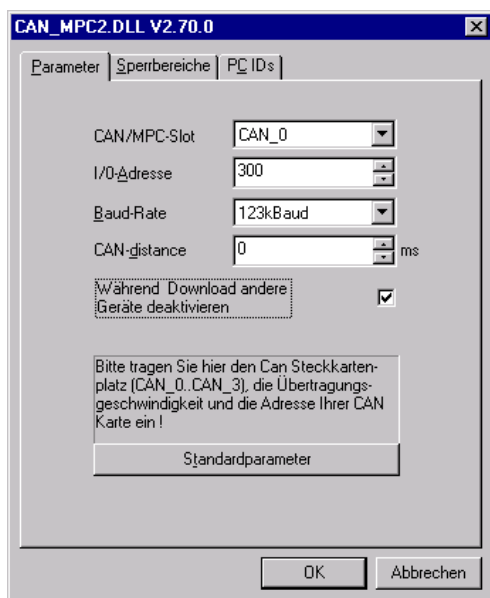 CAN_MPC2.DLL V2.70.0
Parameter Sperrbereiche PC IDs
CAN/MPC-Slot CAN_0
I/0-Adresse 300
Baud-Rate 123kBaud
CAN-distance 0 ms
Während Download andere
Geräte deaktivieren
Bitte tragen Sie hier den Can Steckkarten-
platz (CAN_0..CAN_3), die Übertragungs-
geschwindigkeit und die Adresse Ihrer CAN
Karte ein !
Standardparameter
OK Abbrechen